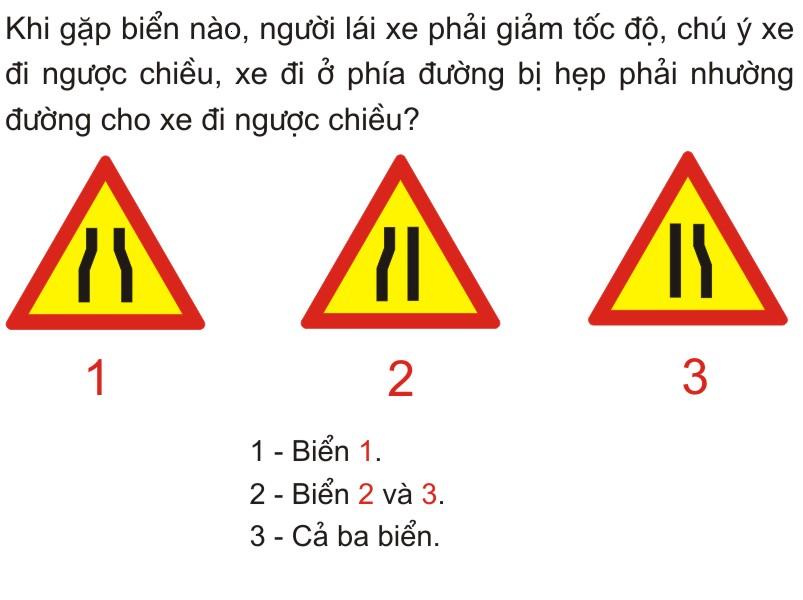 Khi gặp biển nào, người lái xe phải giảm tốc độ, chú ý xe
đi ngược chiều, xe đi ở phía đường bị hẹp phải nhường
đường cho xe đi ngược chiều?
1 2 3
1 - Biển 1.
2 - Biển 2 và 3.
3 - Cả ba biển.